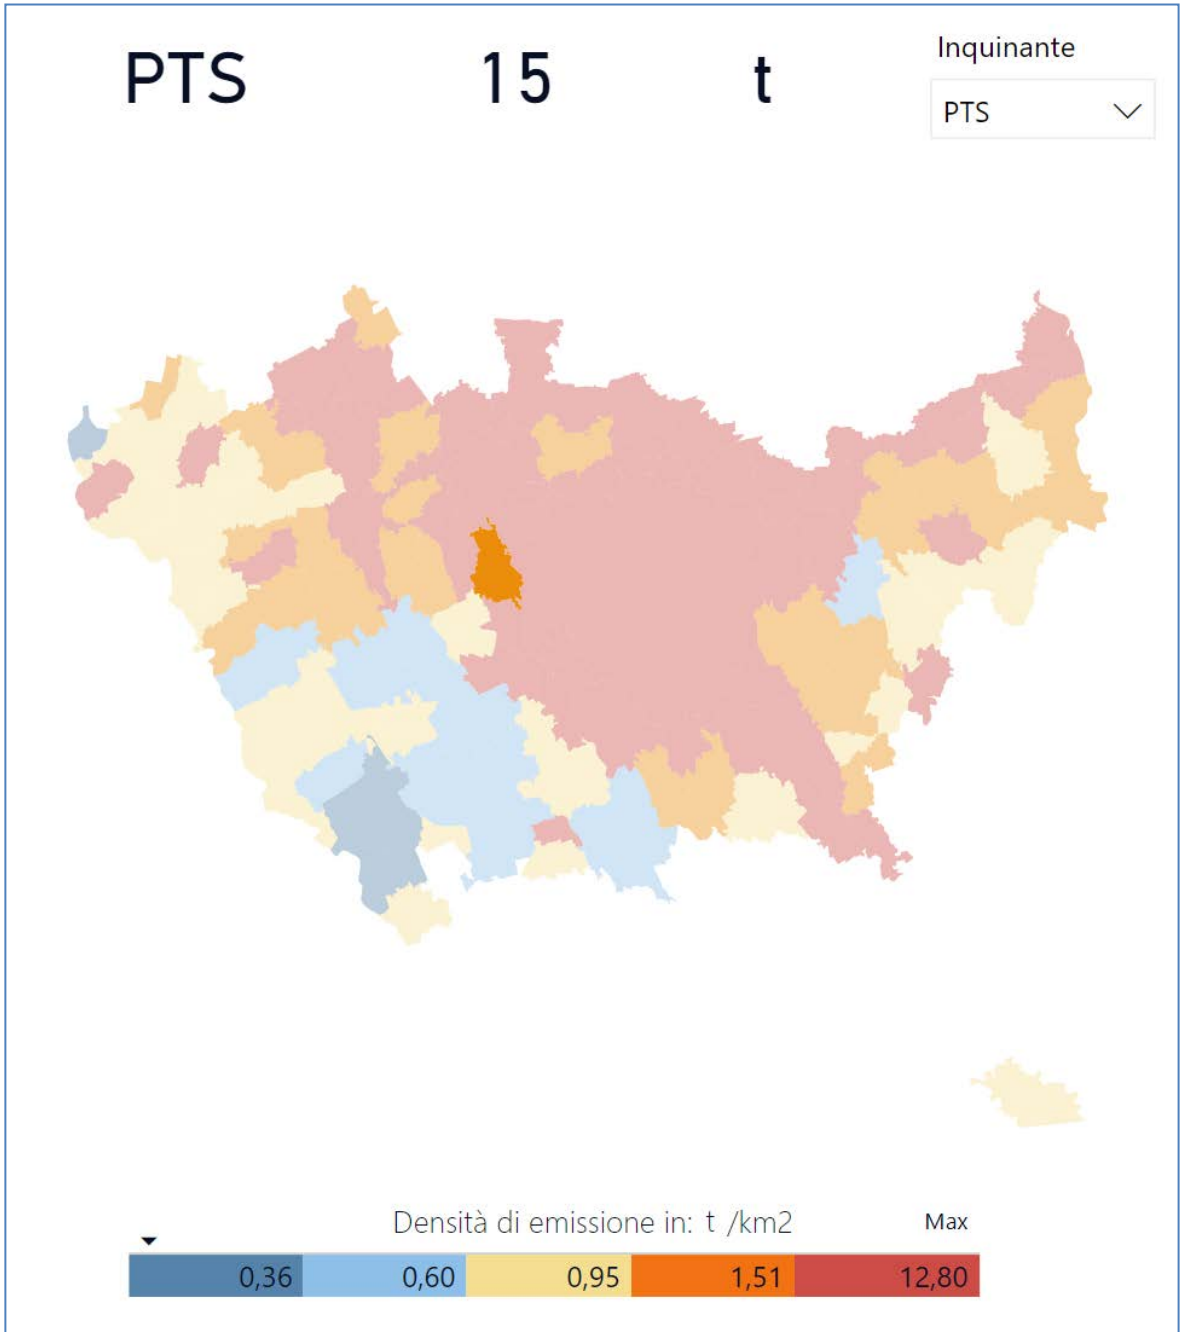 PTS 15 t
Inquinante
PTS
Densità di emissione in: t /km2
Max
0,36 0,60 0,95 1,51 12,80